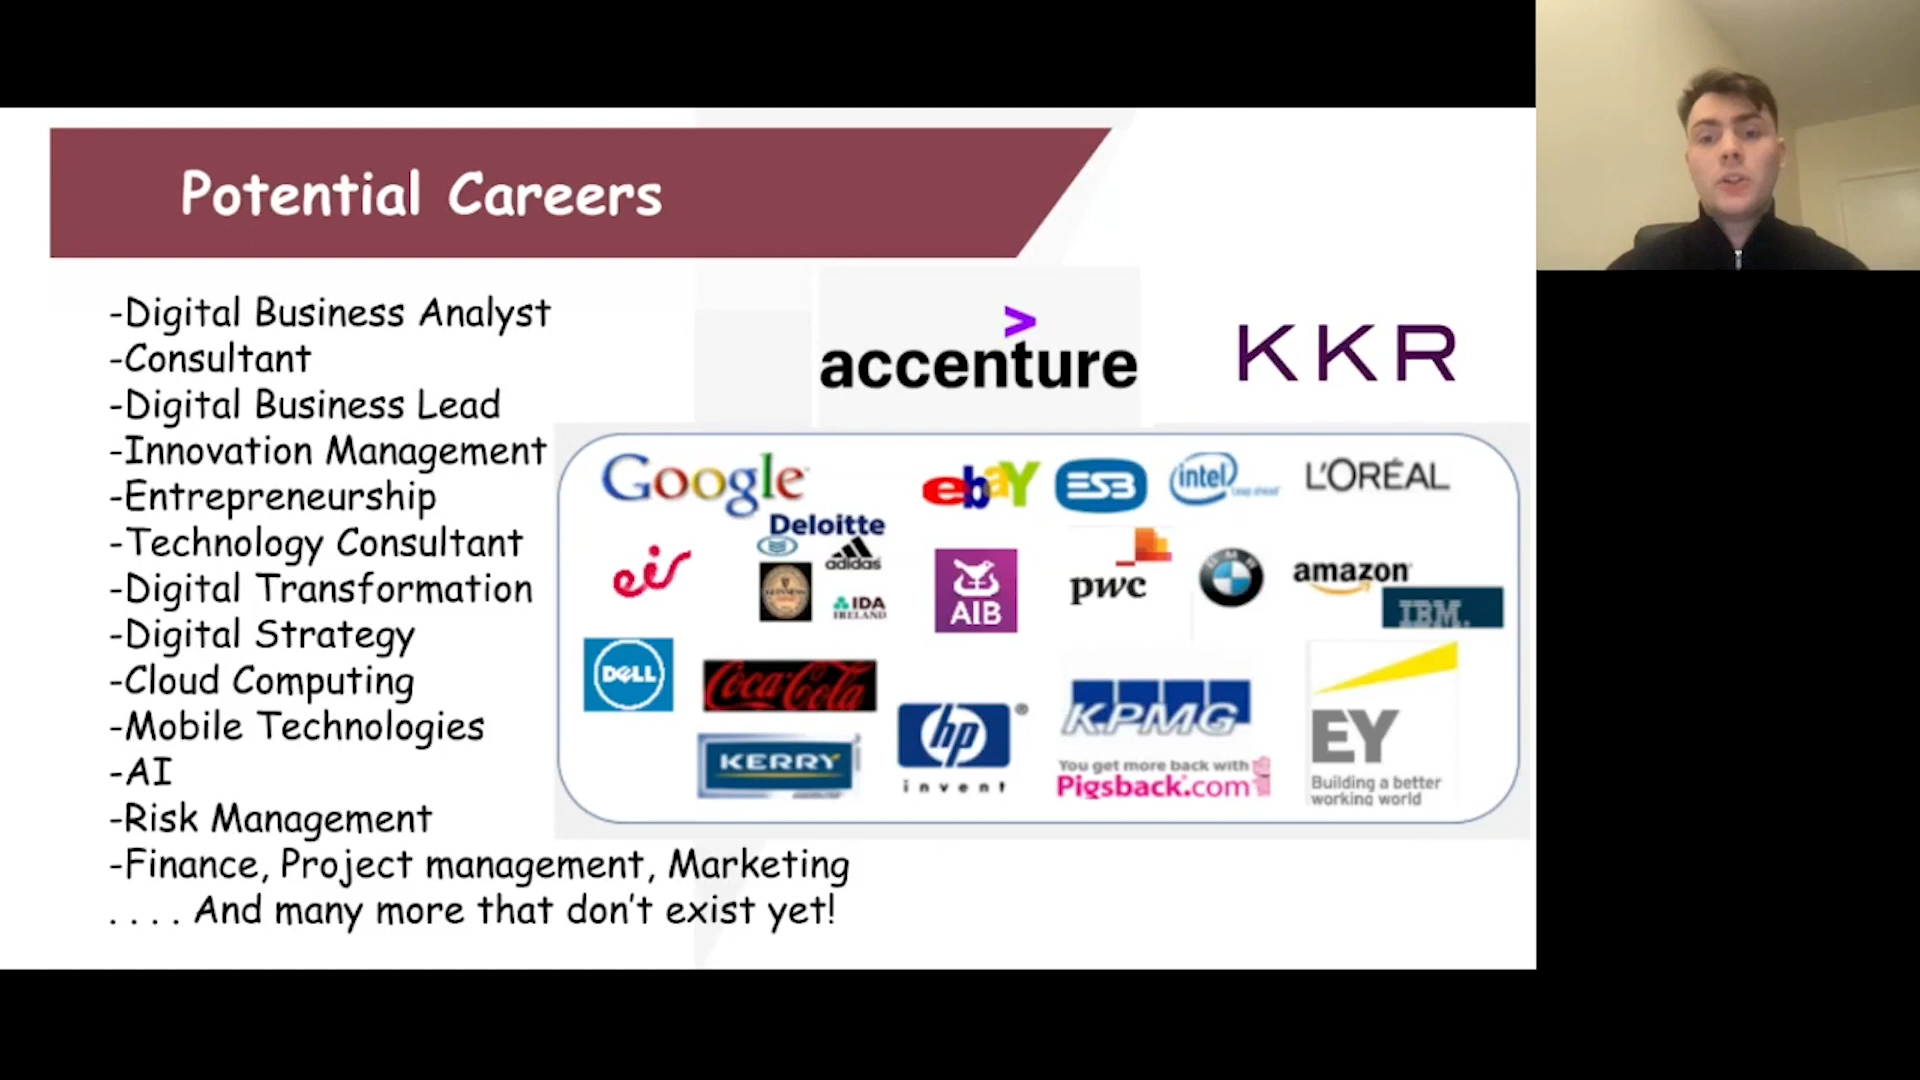 Potential Careers
-Digital Business Analyst
-Consultant
-Digital Business Lead
-Innovation Management
-Entrepreneurship
-Technology Consultant
-Digital Transformation
-Digital Strategy
-Cloud Computing
-Mobile Technologies
-AI
-Risk Management
-Finance, Project management, Marketing
. . . . And many more that don't exist yet!
>
accenture
KKR
Google
ebaY
ESB
intel
L'ORÉAL
Deloitte
eir
adidas
GUINNESS
IDA
IRELAND
AIB
pwc
BMW
amazon
IBM.
DELL
Coca-Cola
KERRY
hp
invent
KPMG
You get more back with
Pigsback.com
EY
Building a better
working world